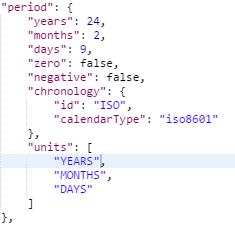 "period": {
"years": 24,
"months": 2,
"days": 9,
"zero": false,
"negative": false,
"chronology": {
"id": "ISO",
"calendarType": "iso8601"
},
"units": [
"YEARS",
"MONTHS",
"DAYS"
]
},